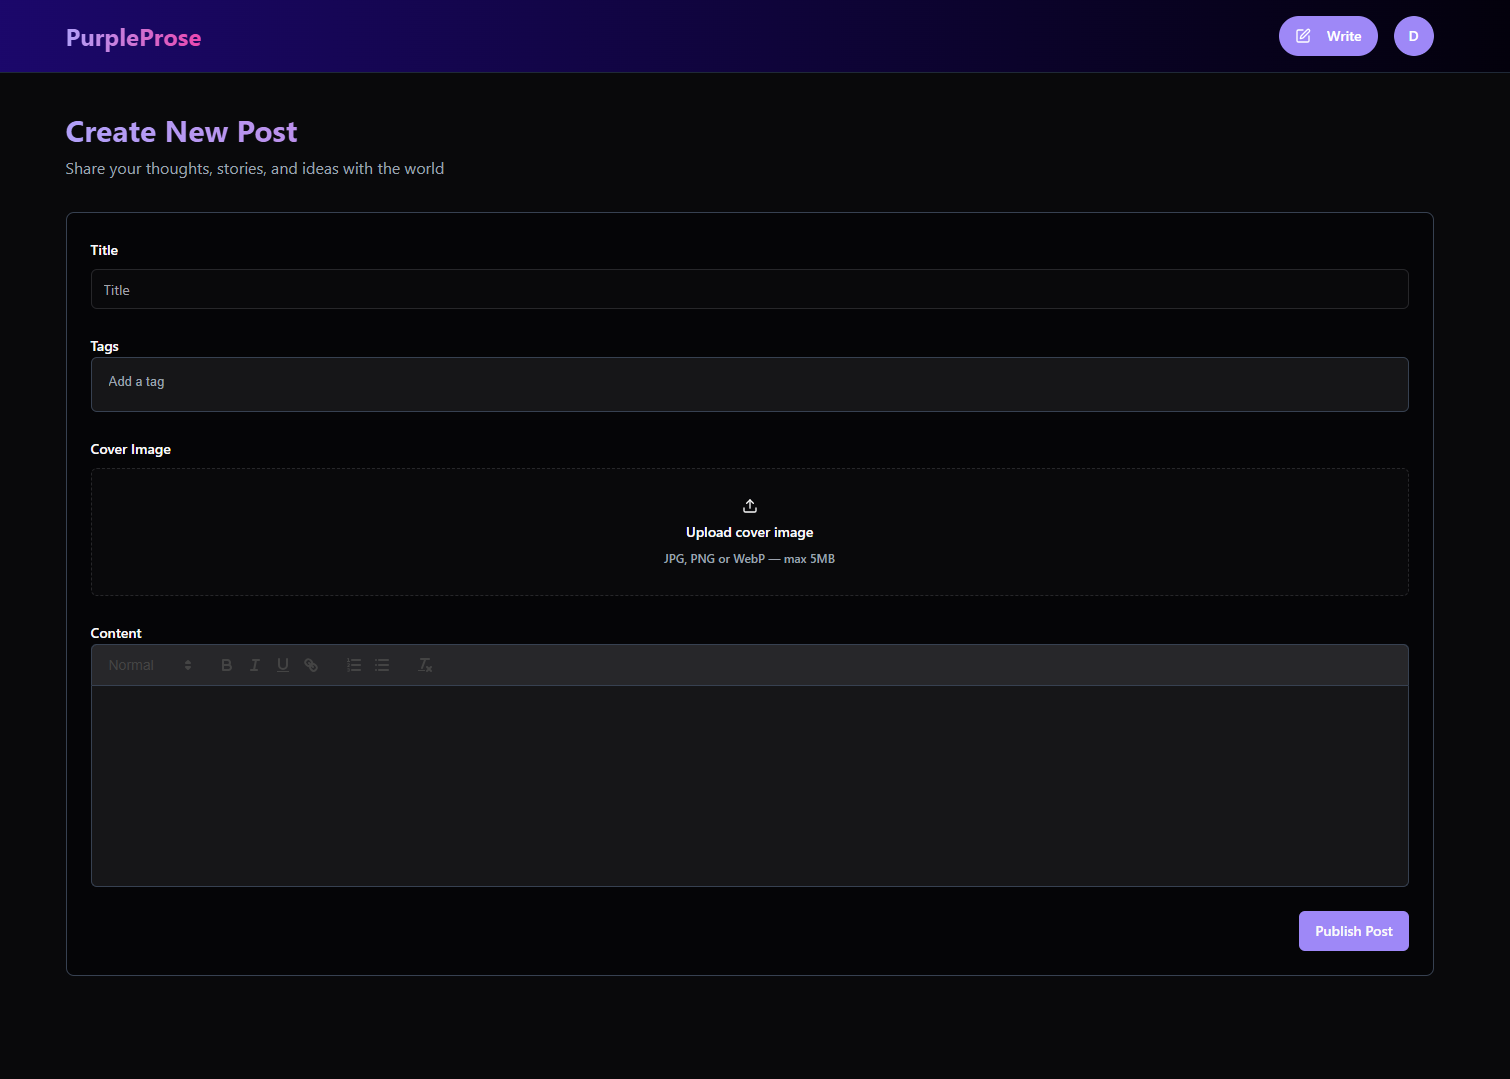 PurpleProse
Write
D
Create New Post
Share your thoughts, stories, and ideas with the world
Title
Title
Tags
Add a tag
Cover Image
Upload cover image
JPG, PNG or WebP — max 5MB
Content
Normal
B I U
Publish Post